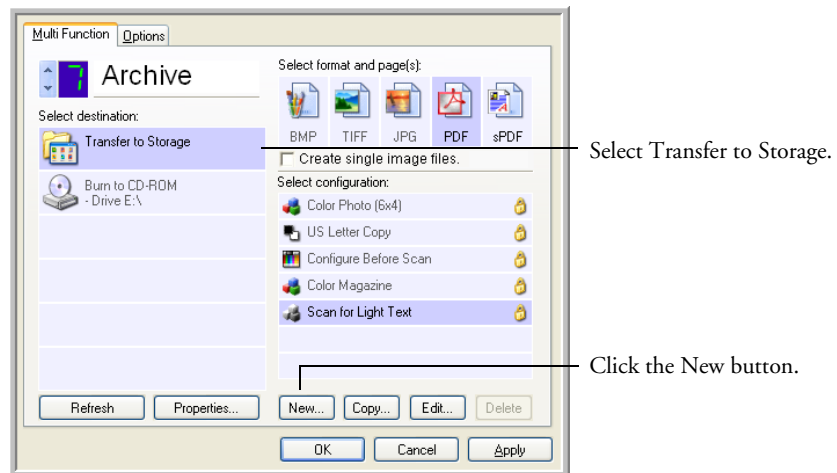 Multi Function
Options
7
Archive
Select destination:
Transfer to Storage
Burn to CD-ROM
- Drive E:\
Refresh
Properties...
Select format and page(s):
BMP TIFF JPG PDF sPDF
Create single image files.
Select configuration:
Color Photo (6x4)
US Letter Copy
Configure Before Scan
Color Magazine
Scan for Light Text
New... Copy... Edit... Delete
OK Cancel Apply
Select Transfer to Storage.
Click the New button.